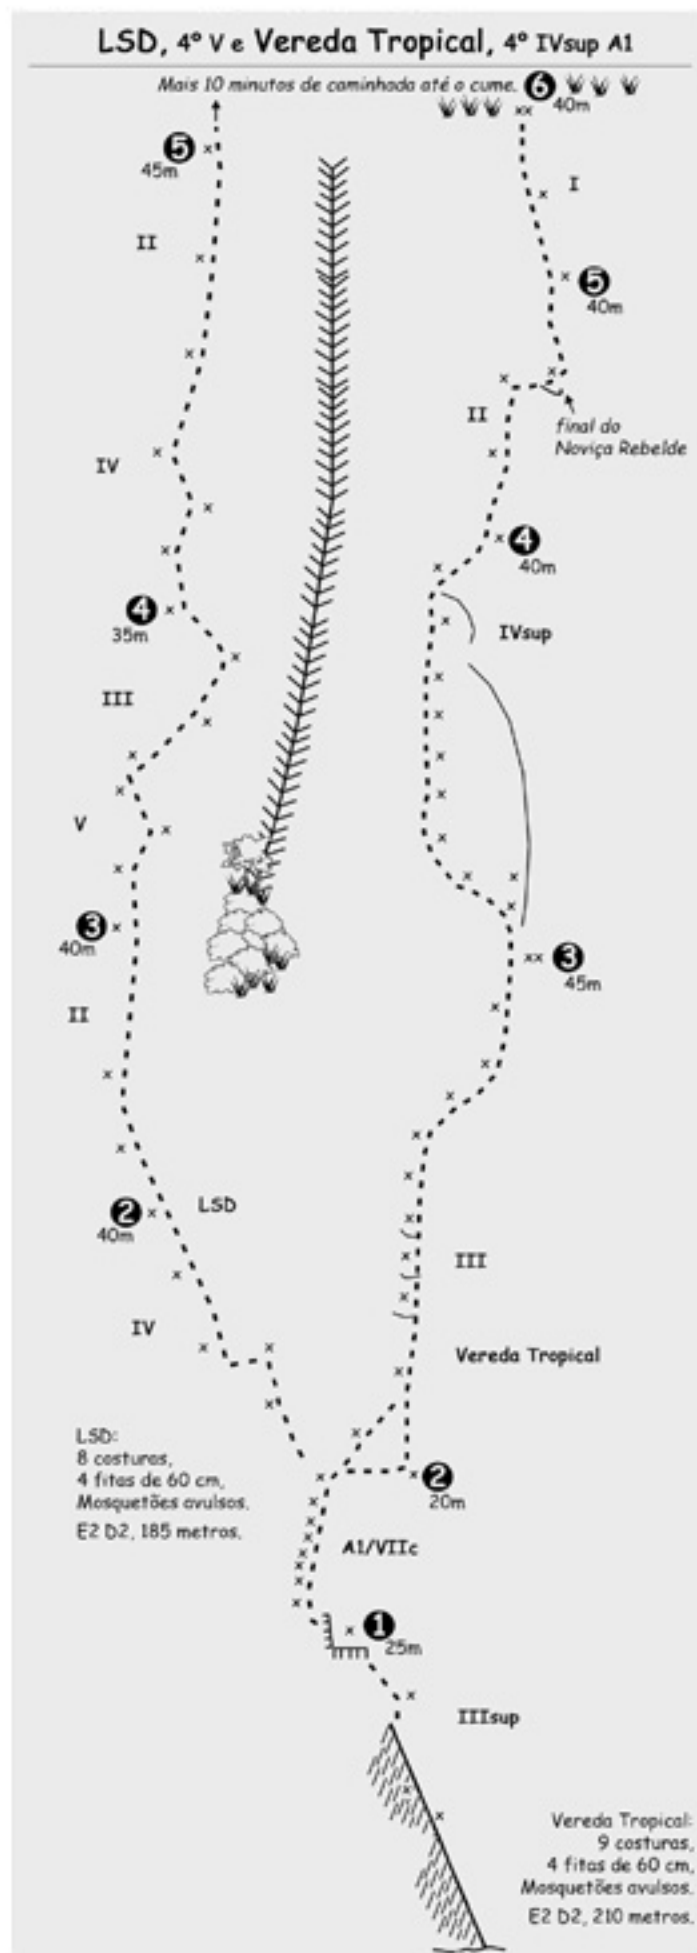 LSD, 4º V e Vereda Tropical, 4º IVsup A1
Mais 10 minutos de caminhada até o cume.
6
40m
5
45m
I
II
5
40m
II
final do
Noviça Rebelde
IV
4
40m
4
35m
IVsup
III
V
3
40m
3
45m
II
2
40m
LSD
III
IV
Vereda Tropical
LSD:
8 costuras,
4 fitas de 60 cm,
Mosquetões avulsos.
E2 D2, 185 metros.
2
20m
A1/VIIc
1
25m
IIIsup
Vereda Tropical:
9 costuras,
4 fitas de 60 cm,
Mosquetões avulsos.
E2 D2, 210 metros.